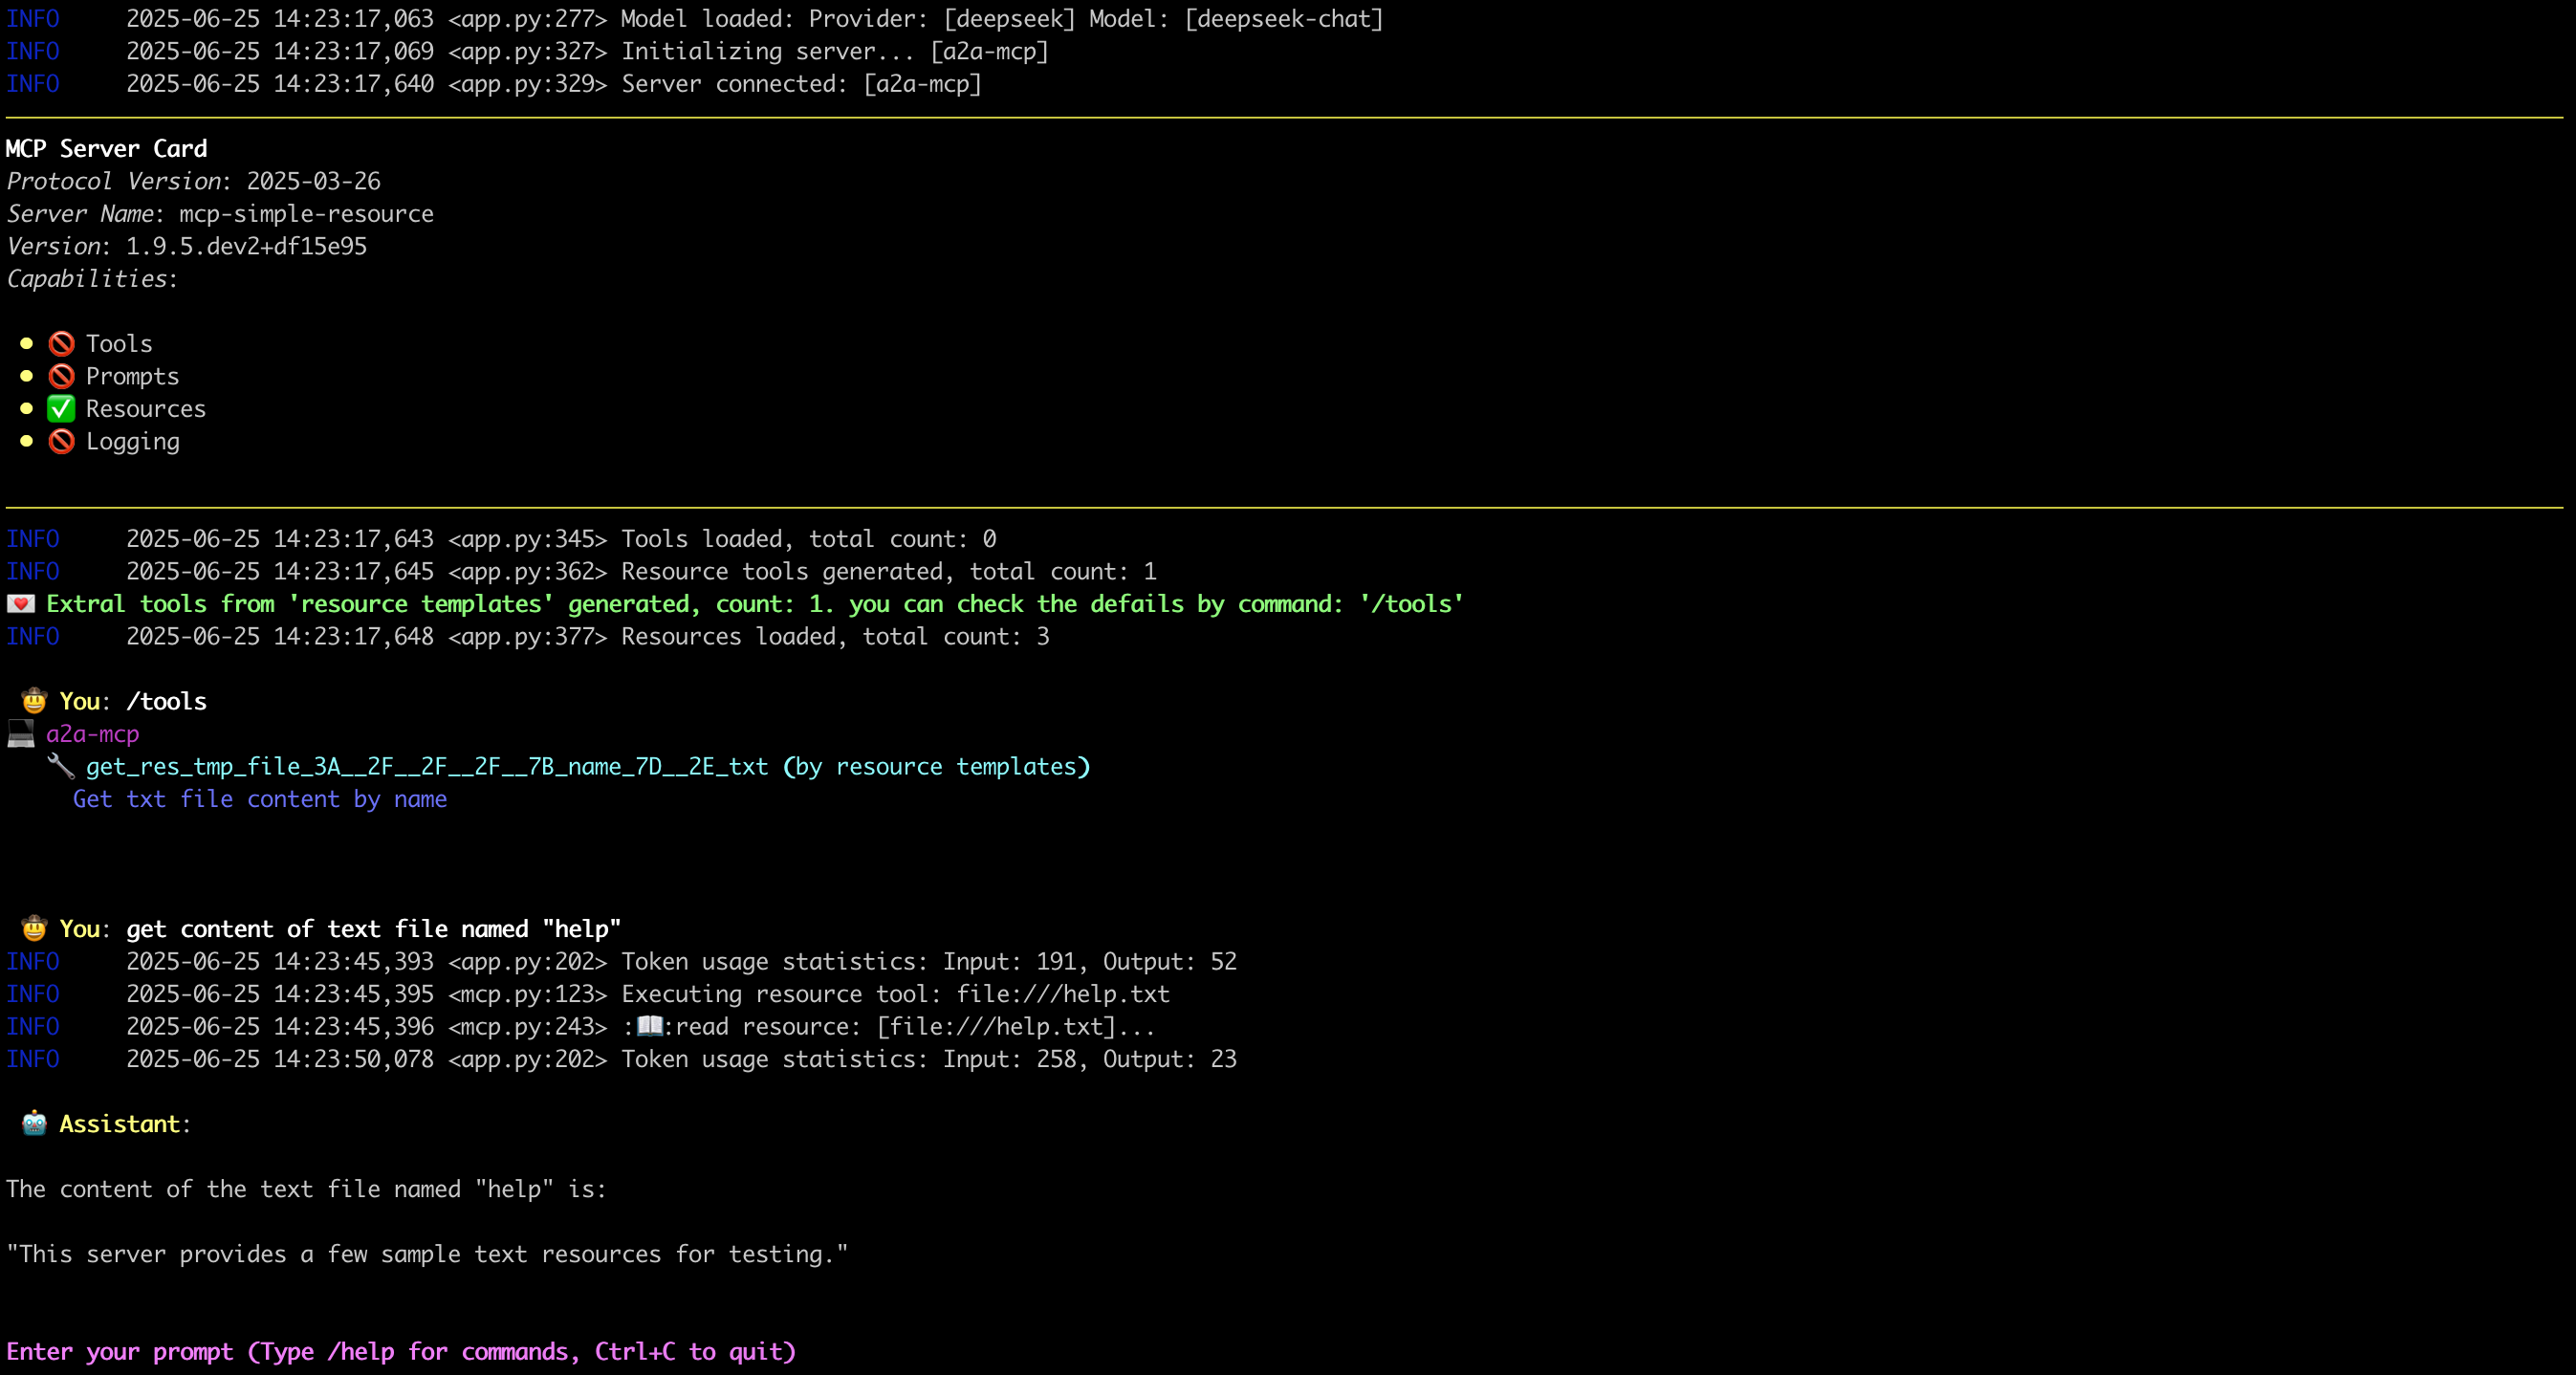 INFO 2025-06-25 14:23:17,063 <app.py:277> Model loaded: Provider: [deepseek] Model: [deepseek-chat]
INFO 2025-06-25 14:23:17,069 <app.py:327> Initializing server... [a2a-mcp]
INFO 2025-06-25 14:23:17,640 <app.py:329> Server connected: [a2a-mcp]
MCP Server Card
Protocol Version: 2025-03-26
Server Name: mcp-simple-resource
Version: 1.9.5.dev2+df15e95
Capabilities:
• 🚫 Tools
• 🚫 Prompts
• ✅ Resources
• 🚫 Logging
INFO 2025-06-25 14:23:17,643 <app.py:345> Tools loaded, total count: 0
INFO 2025-06-25 14:23:17,645 <app.py:362> Resource tools generated, total count: 1
💌 Extral tools from 'resource templates' generated, count: 1. you can check the defails by command: '/tools'
INFO 2025-06-25 14:23:17,648 <app.py:377> Resources loaded, total count: 3
🤠 You: /tools
💻 a2a-mcp
🔧 get_res_tmp_file_3A__2F__2F__2F__7B_name_7D__2E_txt (by resource templates)
Get txt file content by name
🤠 You: get content of text file named "help"
INFO 2025-06-25 14:23:45,393 <app.py:202> Token usage statistics: Input: 191, Output: 52
INFO 2025-06-25 14:23:45,395 <mcp.py:123> Executing resource tool: file:///help.txt
INFO 2025-06-25 14:23:45,396 <mcp.py:243> :📖:read resource: [file:///help.txt]...
INFO 2025-06-25 14:23:50,078 <app.py:202> Token usage statistics: Input: 258, Output: 23
🤖 Assistant:
The content of the text file named "help" is:
"This server provides a few sample text resources for testing."
Enter your prompt (Type /help for commands, Ctrl+C to quit)